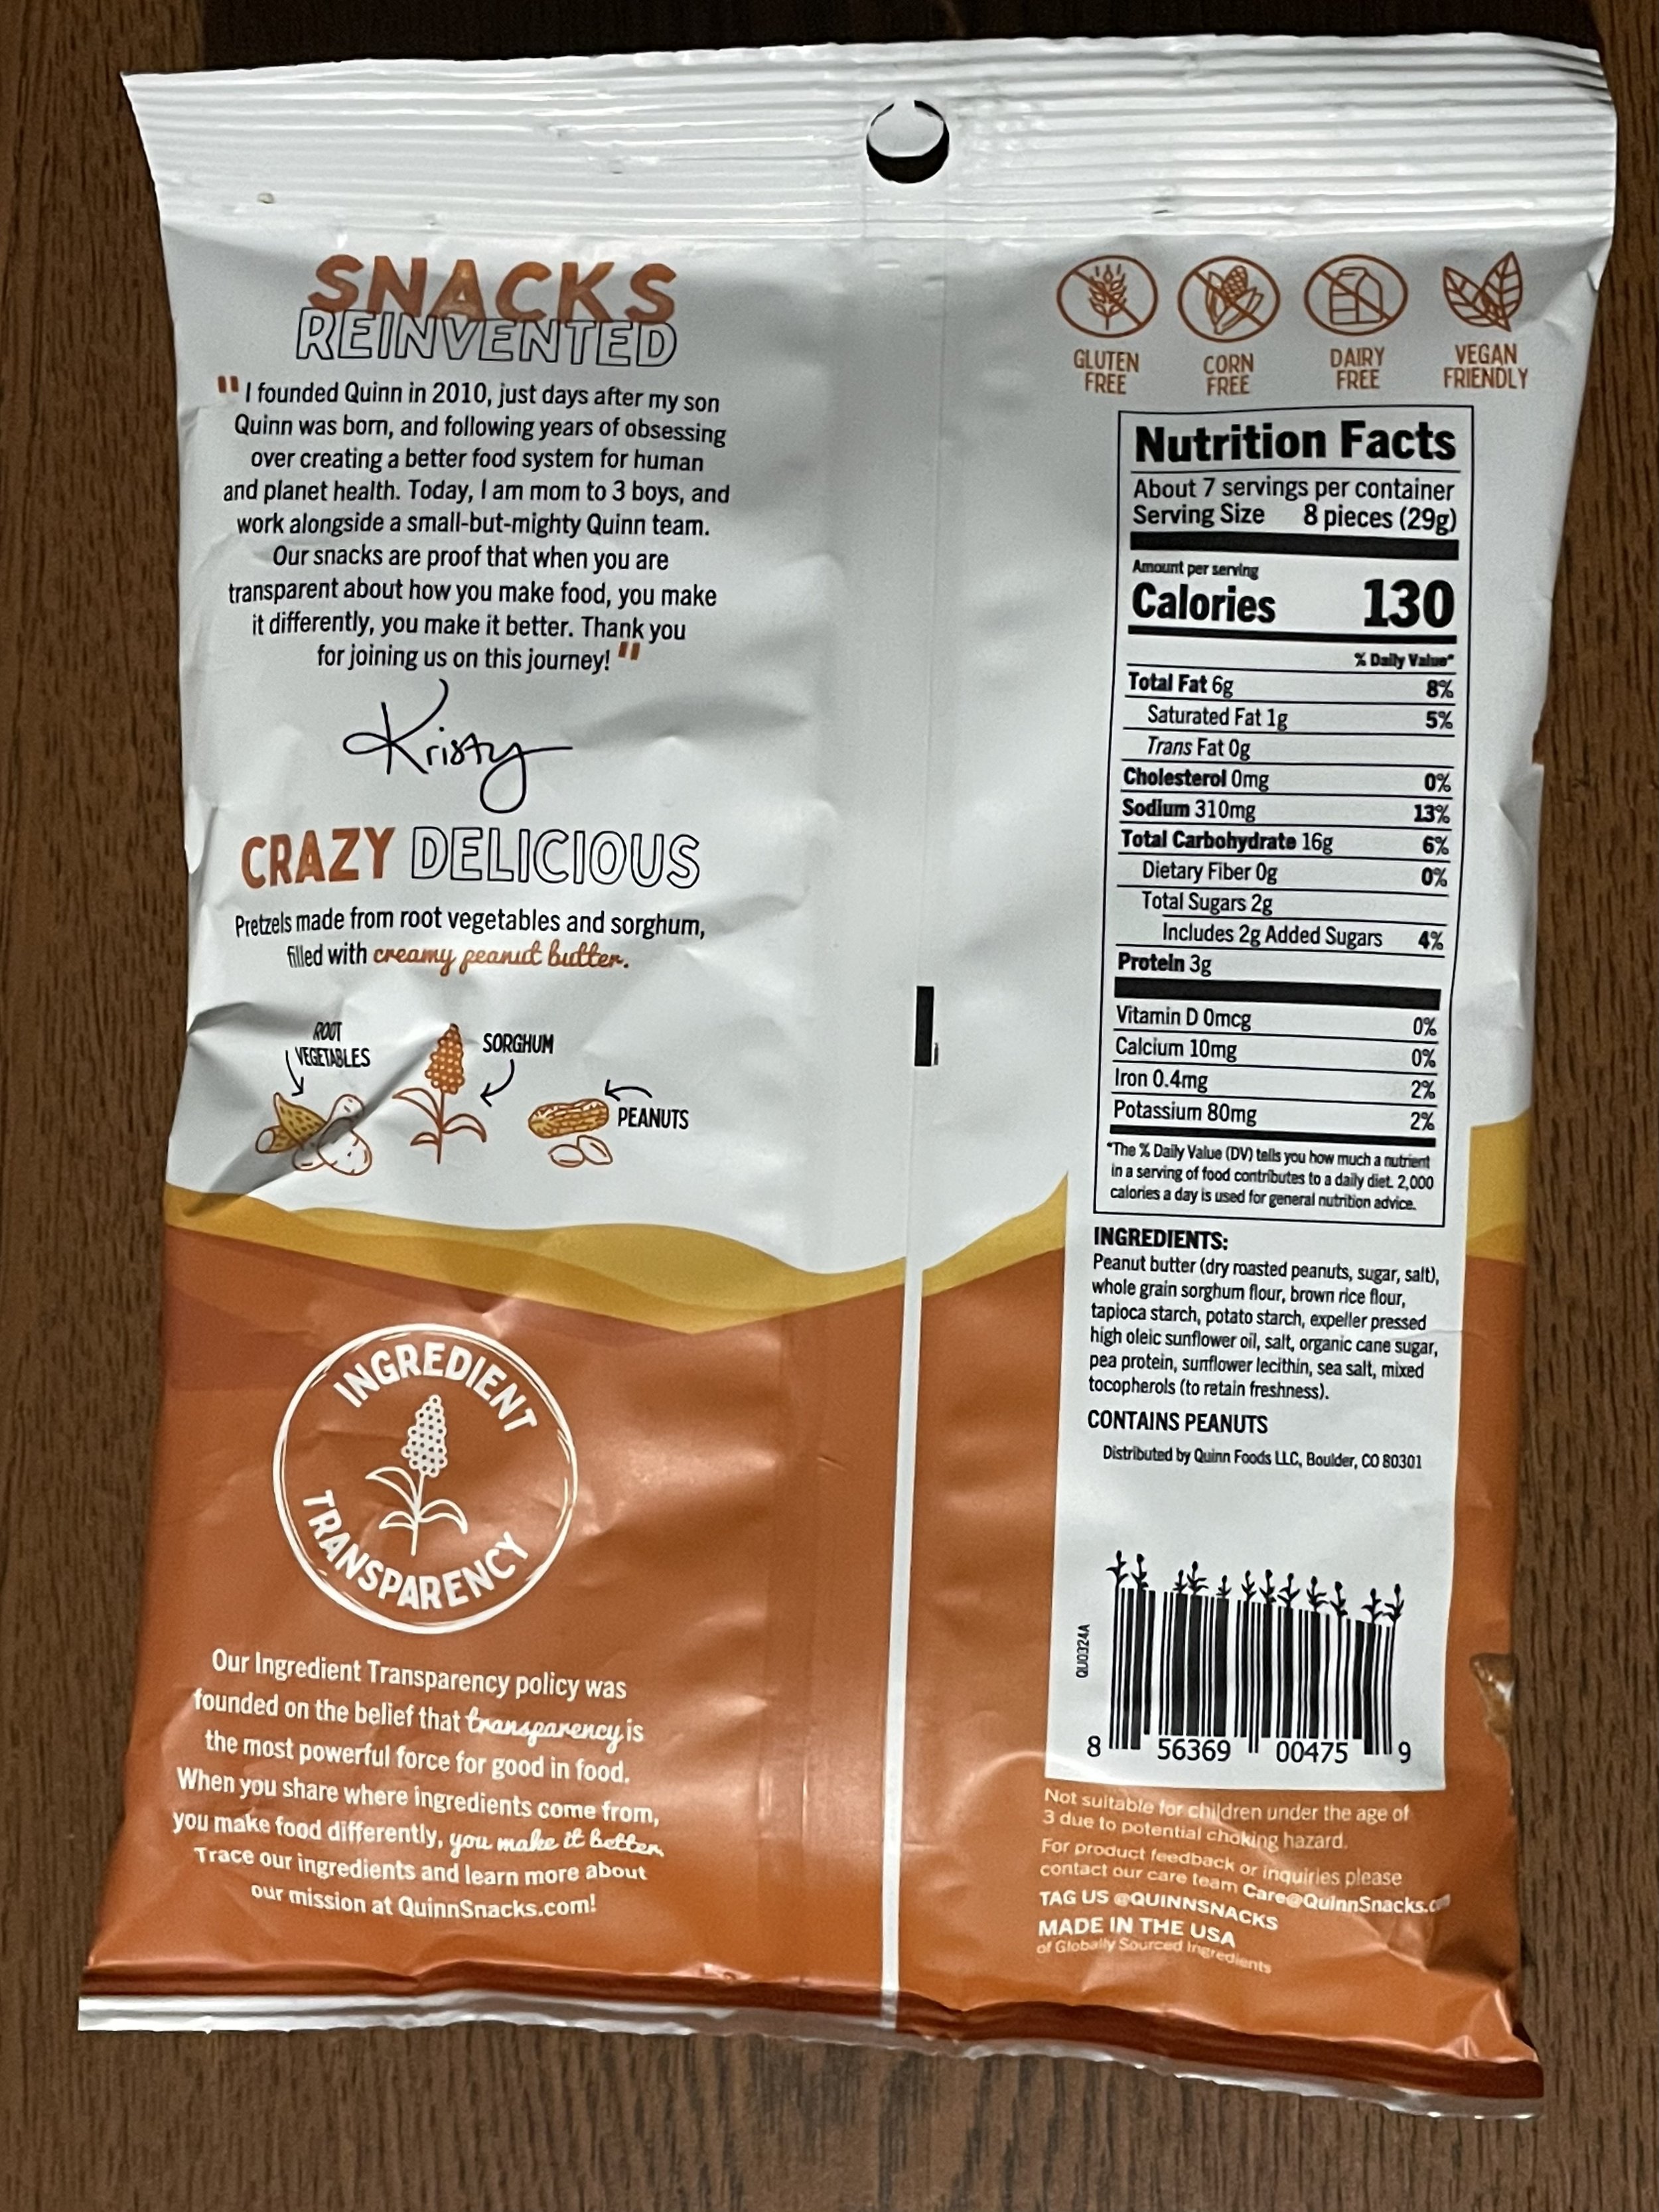 SNACKS
REINVENTED
"I founded Quinn in 2010, just days after my son
Quinn was born, and following years of obsessing
over creating a better food system for human
and planet health. Today, I am mom to 3 boys, and
work alongside a small-but-mighty Quinn team.
Our snacks are proof that when you are
transparent about how you make food, you make
it differently, you make it better. Thank you
for joining us on this journey!"
Kristy
CRAZY DELICIOUS
Pretzels made from root vegetables and sorghum,
filled with creamy peanut butter.
ROOT
VEGETABLES
SORGHUM
PEANUTS
INGREDIENT
TRANSPARENCY
Our Ingredient Transparency policy was
founded on the belief that transparency is
the most powerful force for good in food.
When you share where ingredients come from,
you make food differently, you make it better.
Trace our ingredients and learn more about
our mission at QuinnSnacks.com!
GLUTEN
FREE
CORN
FREE
DAIRY
FREE
VEGAN
FRIENDLY
Nutrition Facts
About 7 servings per container
Serving Size 8 pieces (29g)
Amount per serving
Calories 130
% Daily Value*
Total Fat 6g 8%
Saturated Fat 1g 5%
Trans Fat 0g
Cholesterol 0mg 0%
Sodium 310mg 13%
Total Carbohydrate 16g 6%
Dietary Fiber 0g 0%
Total Sugars 2g
Includes 2g Added Sugars 4%
Protein 3g
Vitamin D 0mcg 0%
Calcium 10mg 0%
Iron 0.4mg 2%
Potassium 80mg 2%
*The % Daily Value (DV) tells you how much a nutrient
in a serving of food contributes to a daily diet. 2,000
calories a day is used for general nutrition advice.
INGREDIENTS:
Peanut butter (dry roasted peanuts, sugar, salt),
whole grain sorghum flour, brown rice flour,
tapioca starch, potato starch, expeller pressed
high oleic sunflower oil, salt, organic cane sugar,
pea protein, sunflower lecithin, sea salt, mixed
tocopherols (to retain freshness).
CONTAINS PEANUTS
Distributed by Quinn Foods LLC, Boulder, CO 80301
QU0324A
8 56369 00475 9
Not suitable for children under the age of
3 due to potential choking hazard.
For product feedback or inquiries please
contact our care team Care@QuinnSnacks.c
TAG US @QUINNSNACKS
MADE IN THE USA
of Globally Sourced Ingredients